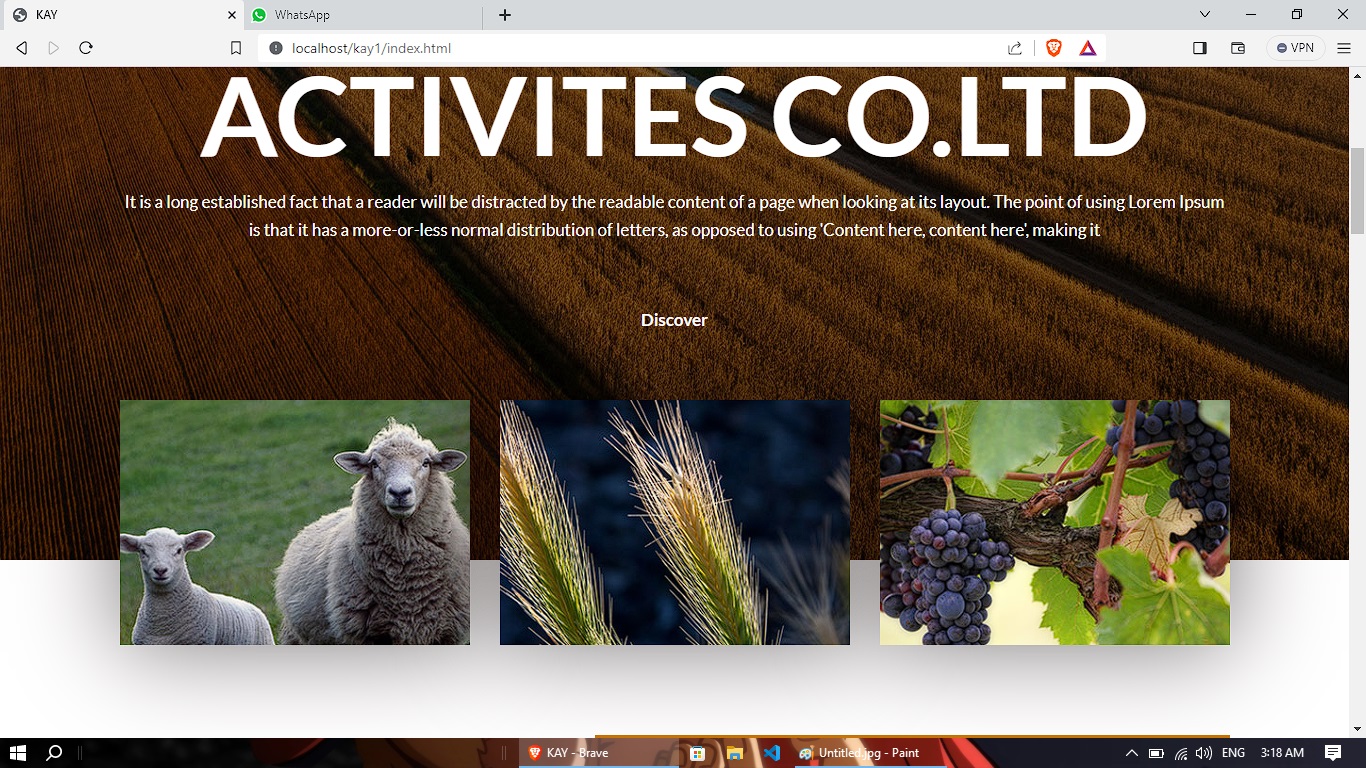 KAY
WhatsApp
localhost/kay1/index.html
VPN
ACTIVITES CO.LTD
It is a long established fact that a reader will be distracted by the readable content of a page when looking at its layout. The point of using Lorem Ipsum
is that it has a more-or-less normal distribution of letters, as opposed to using 'Content here, content here', making it
Discover
KAY - Brave
Untitled.jpg - Paint
ENG
3:18 AM